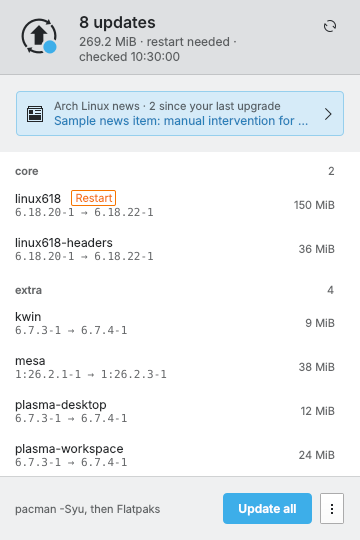 8 updates
269.2 MiB · restart needed ·
checked 10:30:00
Arch Linux news · 2 since your last upgrade
Sample news item: manual intervention for ...
core 2
linux618 Restart
6.18.20-1 → 6.18.22-1 150 MiB
linux618-headers
6.18.20-1 → 6.18.22-1 36 MiB
extra 4
kwin
6.7.3-1 → 6.7.4-1 9 MiB
mesa
1:26.2.1-1 → 1:26.2.3-1 38 MiB
plasma-desktop
6.7.3-1 → 6.7.4-1 12 MiB
plasma-workspace
6.7.3-1 → 6.7.4-1 24 MiB
pacman -Syu, then Flatpaks Update all